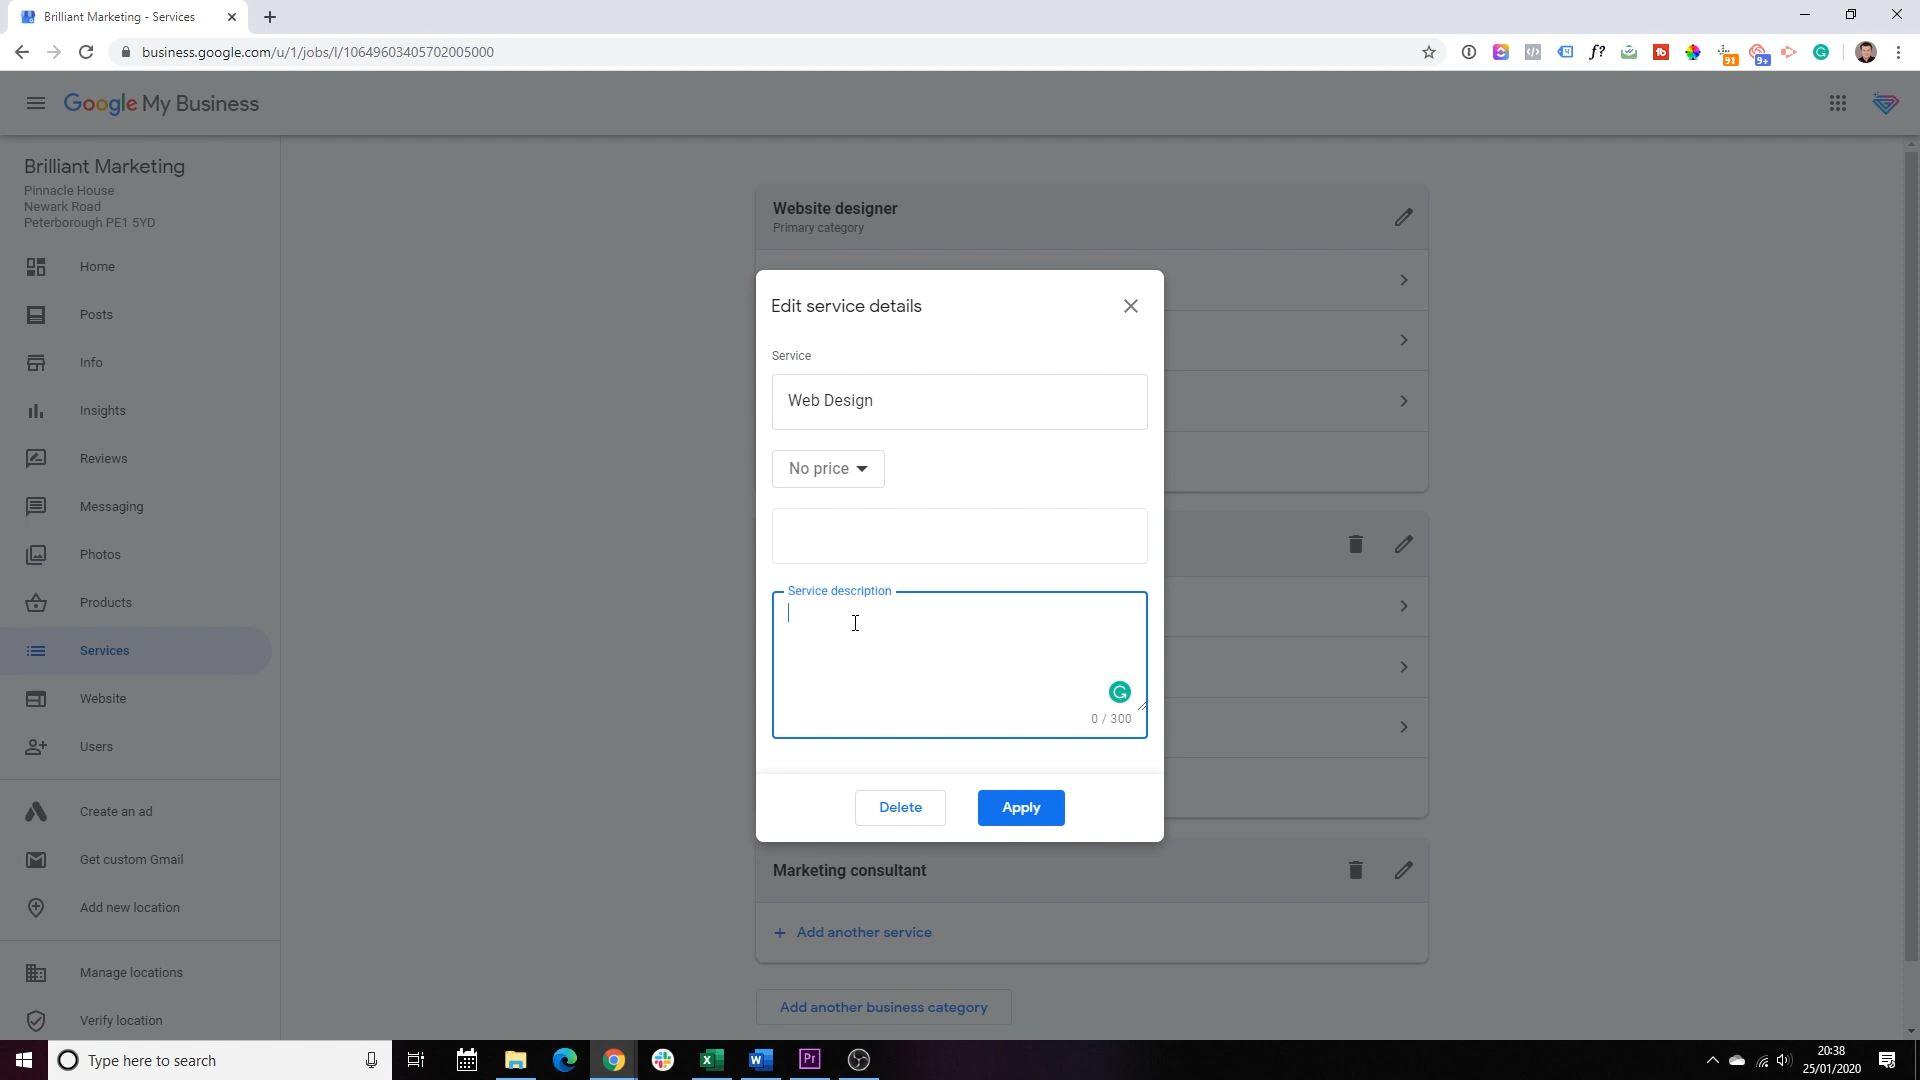 Brilliant Marketing - Services
business.google.com/u/1/jobs/l/10649603405702005000
f?
1b
91
9+
Google My Business
Brilliant Marketing
Pinnacle House
Newark Road
Peterborough PE1 5YD
Home
Posts
Info
Insights
Reviews
Messaging
Photos
Products
Services
Website
Users
Create an ad
Get custom Gmail
Add new location
Manage locations
Verify location
Website designer
Primary category
Edit service details
Service
Web Design
No price
Service description
0 / 300
Delete
Apply
Marketing consultant
+ Add another service
Add another business category
Type here to search
Pr
20:38
25/01/2020